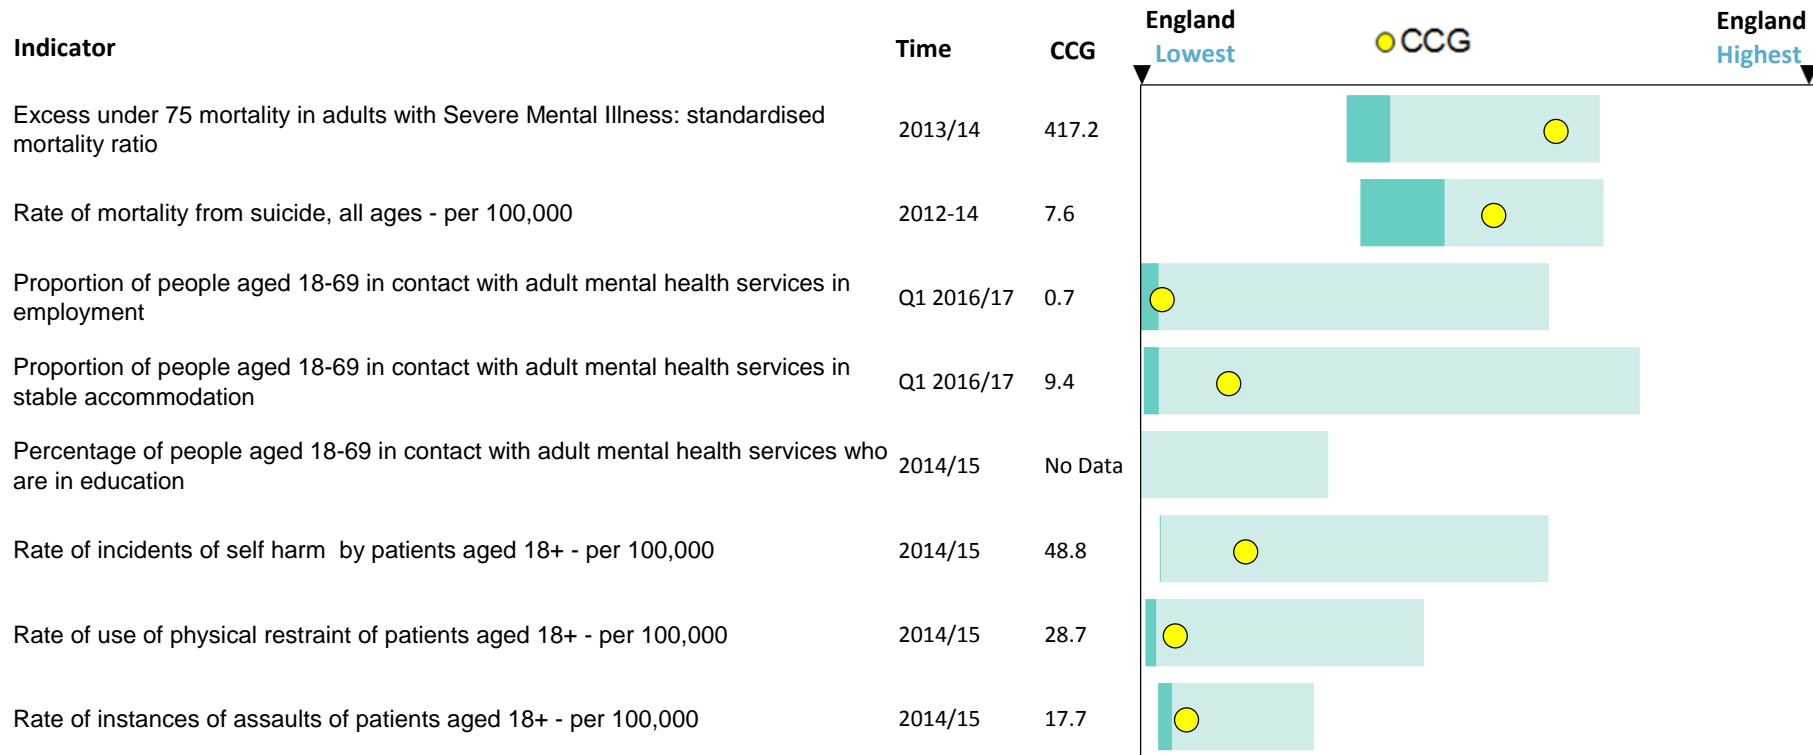 Indicator Time CCG England Lowest CCG England Highest
Excess under 75 mortality in adults with Severe Mental Illness: standardised
mortality ratio
2013/14 417.2
Rate of mortality from suicide, all ages - per 100,000 2012-14 7.6
Proportion of people aged 18-69 in contact with adult mental health services in
employment
Q1 2016/17 0.7
Proportion of people aged 18-69 in contact with adult mental health services in
stable accommodation
Q1 2016/17 9.4
Percentage of people aged 18-69 in contact with adult mental health services who
are in education
2014/15 No Data
Rate of incidents of self harm  by patients aged 18+ - per 100,000 2014/15 48.8
Rate of use of physical restraint of patients aged 18+ - per 100,000 2014/15 28.7
Rate of instances of assaults of patients aged 18+ - per 100,000 2014/15 17.7